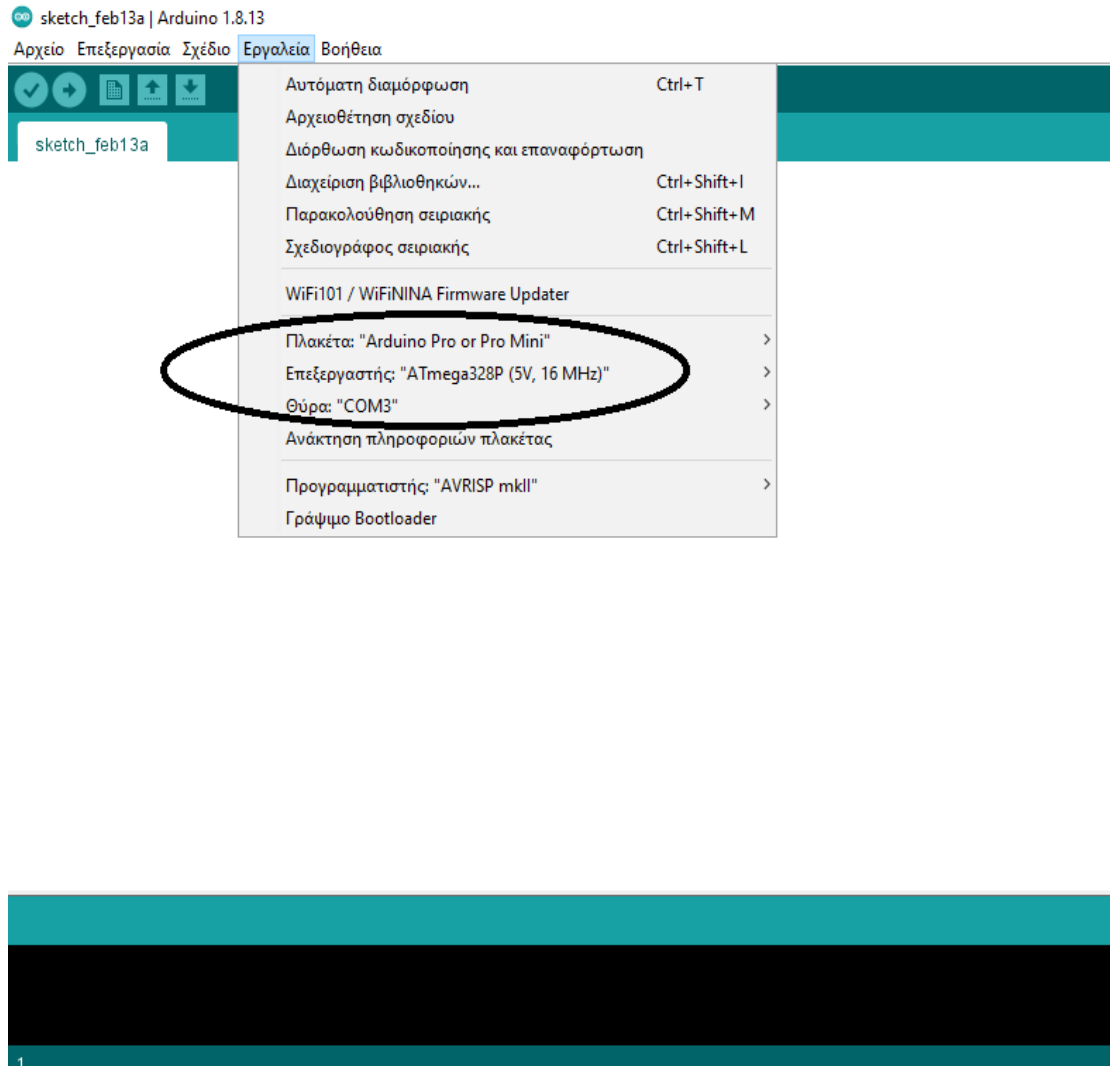 sketch_feb13a | Arduino 1.8.13
Αρχείο Επεξεργασία Σχέδιο Εργαλεία Βοήθεια
sketch_feb13a
Αυτόματη διαμόρφωση Ctrl+T
Αρχειοθέτηση σχεδίου
Διόρθωση κωδικοποίησης και επαναφόρτωση
Διαχείριση βιβλιοθηκών... Ctrl+Shift+I
Παρακολούθηση σειριακής Ctrl+Shift+M
Σχεδιογράφος σειριακής Ctrl+Shift+L
WiFi101 / WiFiNINA Firmware Updater
Πλακέτα: "Arduino Pro or Pro Mini"
Επεξεργαστής: "ATmega328P (5V, 16 MHz)"
Θύρα: "COM3"
Ανάκτηση πληροφοριών πλακέτας
Προγραμματιστής: "AVRISP mkII"
Γράψιμο Bootloader
1